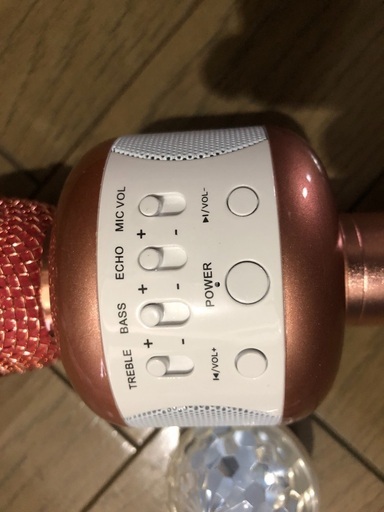 TREBLE BASS ECHO MIC VOL
+ + +
- - -
I◀/VOL+ POWER ▶I/VOL-